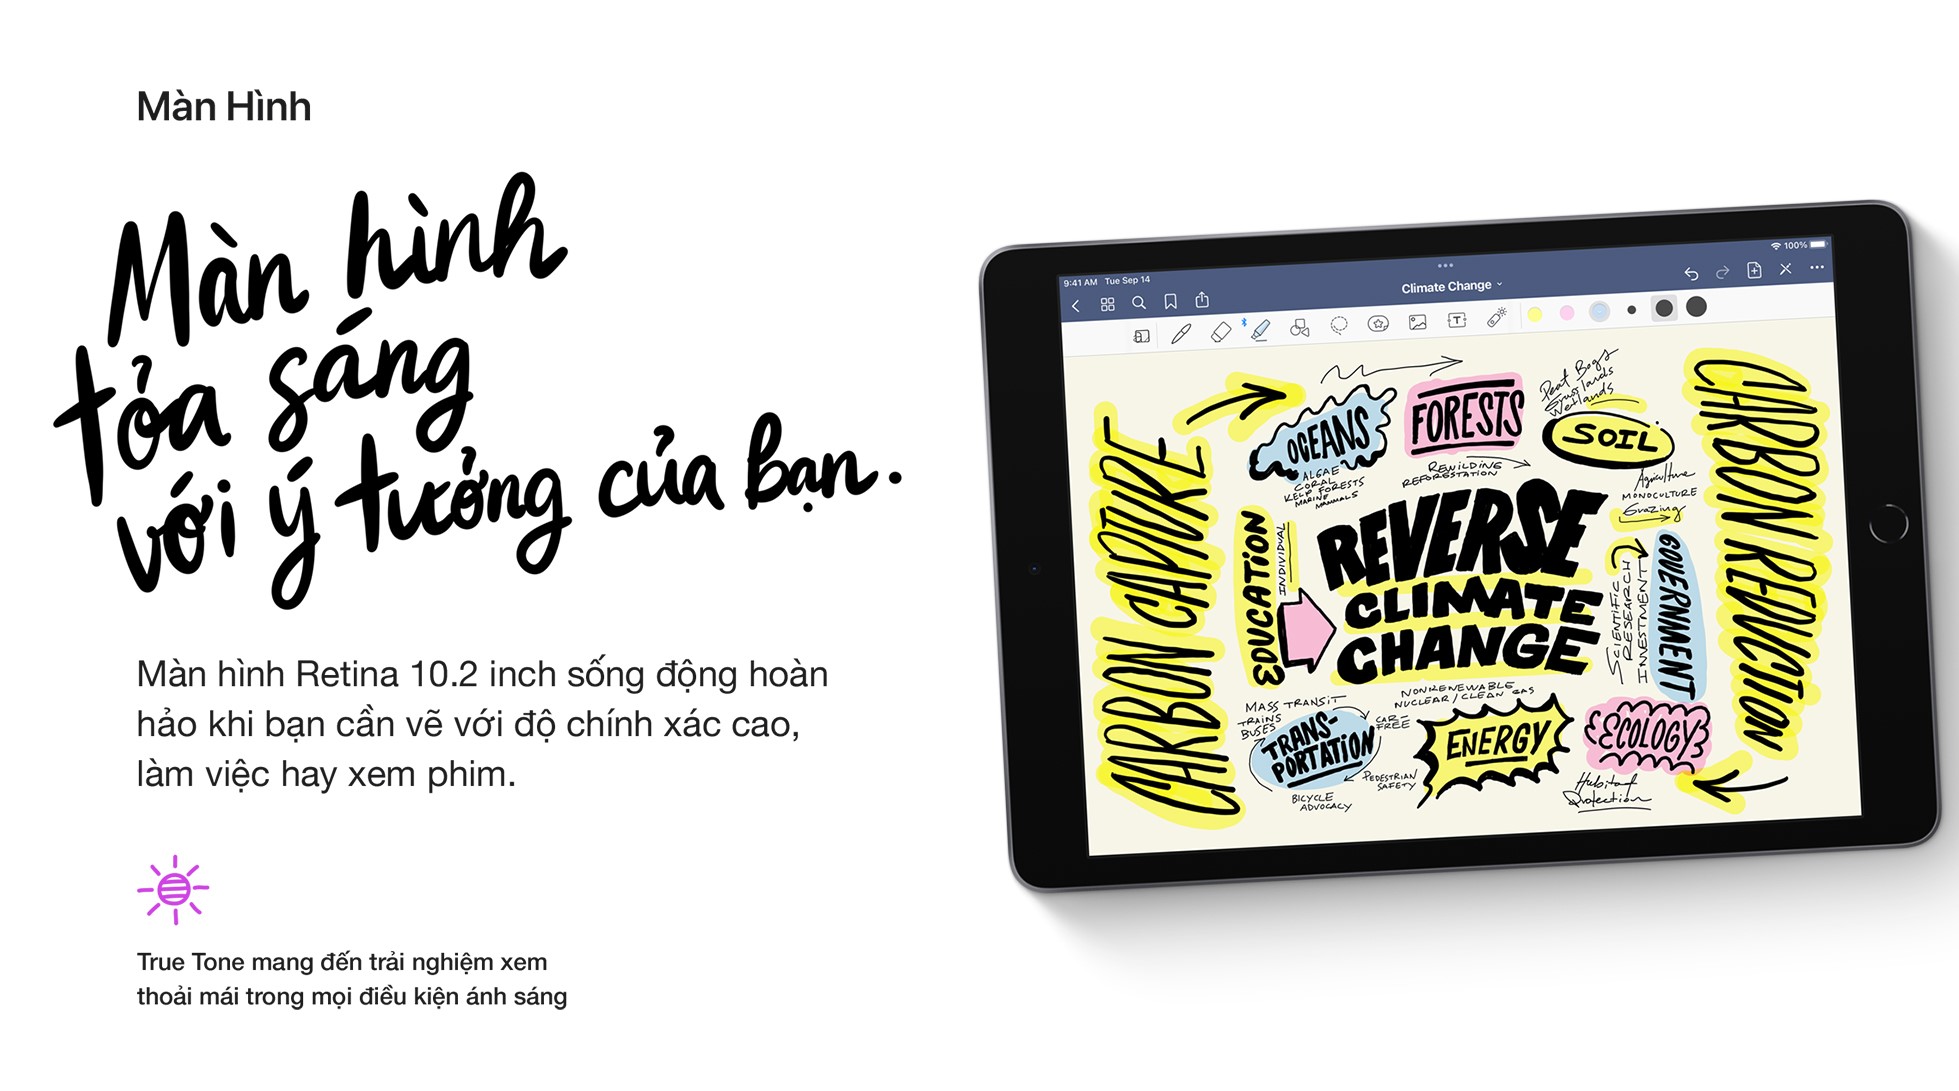 Màn Hình
Màn hình
tỏa sáng
với ý tưởng của bạn.
Màn hình Retina 10.2 inch sống động hoàn
hảo khi bạn cần vẽ với độ chính xác cao,
làm việc hay xem phim.
True Tone mang đến trải nghiệm xem
thoải mái trong mọi điều kiện ánh sáng
9:41 AM Tue Sep 14
100%
Climate Change
CARBON CAPTURE
OCEANS
ALGAE
CORAL
KELP FORESTS
MARINE
MAMMALS
FORESTS
REWILDING
REFORESTATION
Peat Bogs
Grasslands
Wetlands
SOIL
Agriculture
MONOCULTURE
Grazing
EDUCATION
INDIVIDUAL
REVERSE
CLIMATE
CHANGE
SCIENTIFIC
RESEARCH
INVESTMENT
GOVERNMENT
MASS TRANSIT
TRAINS
BUSES
TRANS-
PORTATION
CAR-
FREE
PEDESTRIAN
SAFETY
BICYCLE
ADVOCACY
NONRENEWABLE
NUCLEAR/CLEAN GAS
ENERGY
ECOLOGY
Habitat
Protection
CARBON REDUCTION